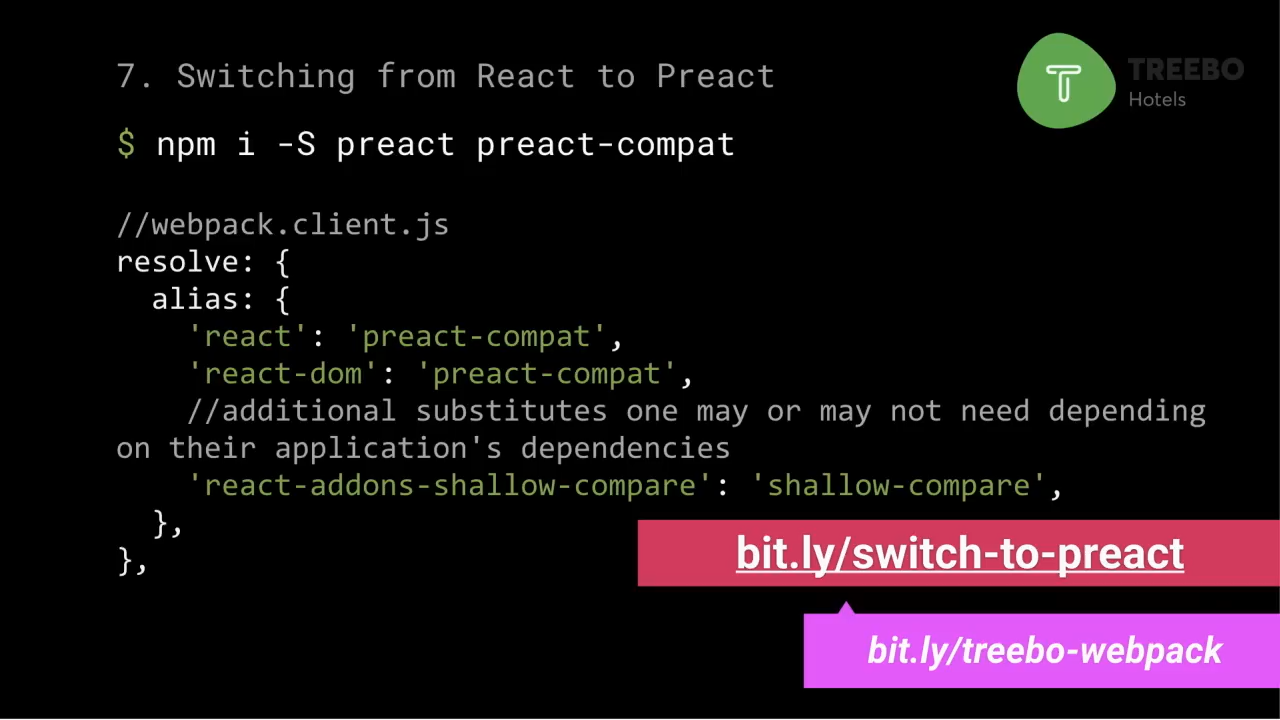 7. Switching from React to Preact
T
TREEBO
Hotels
$ npm i -S preact preact-compat
//webpack.client.js
resolve: {
alias: {
'react': 'preact-compat',
'react-dom': 'preact-compat',
//additional substitutes one may or may not need depending
on their application's dependencies
'react-addons-shallow-compare': 'shallow-compare',
},
},
bit.ly/switch-to-preact
bit.ly/treebo-webpack